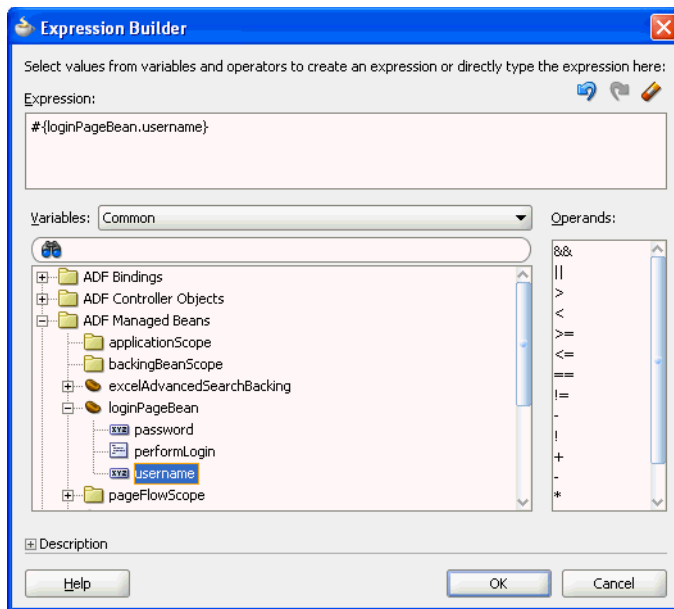 Expression Builder
Select values from variables and operators to create an expression or directly type the expression here:
Expression:
#{loginPageBean.username}
Variables: Common
Operands:
ADF Bindings
ADF Controller Objects
ADF Managed Beans
applicationScope
backingBeanScope
excelAdvancedSearchBacking
loginPageBean
xyz password
performLogin
xyz username
pageFlowScope
&&
||
>
<
>=
<=
==
!=
-
!
+
-
*
Description
Help
OK
Cancel